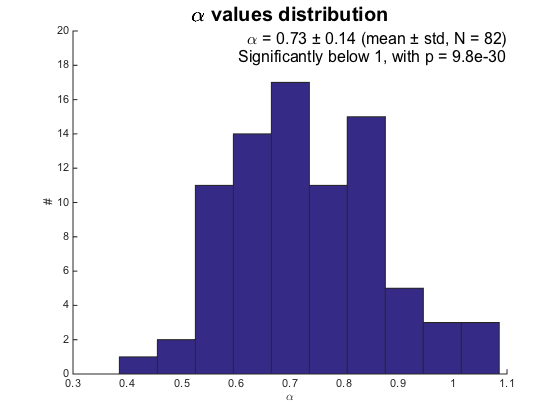 α values distribution
α = 0.73 ± 0.14 (mean ± std, N = 82)
Significantly below 1, with p = 9.8e-30
20
18
16
14
12
10
8
6
4
2
0
#
0.3 0.4 0.5 0.6 0.7 0.8 0.9 1 1.1
α